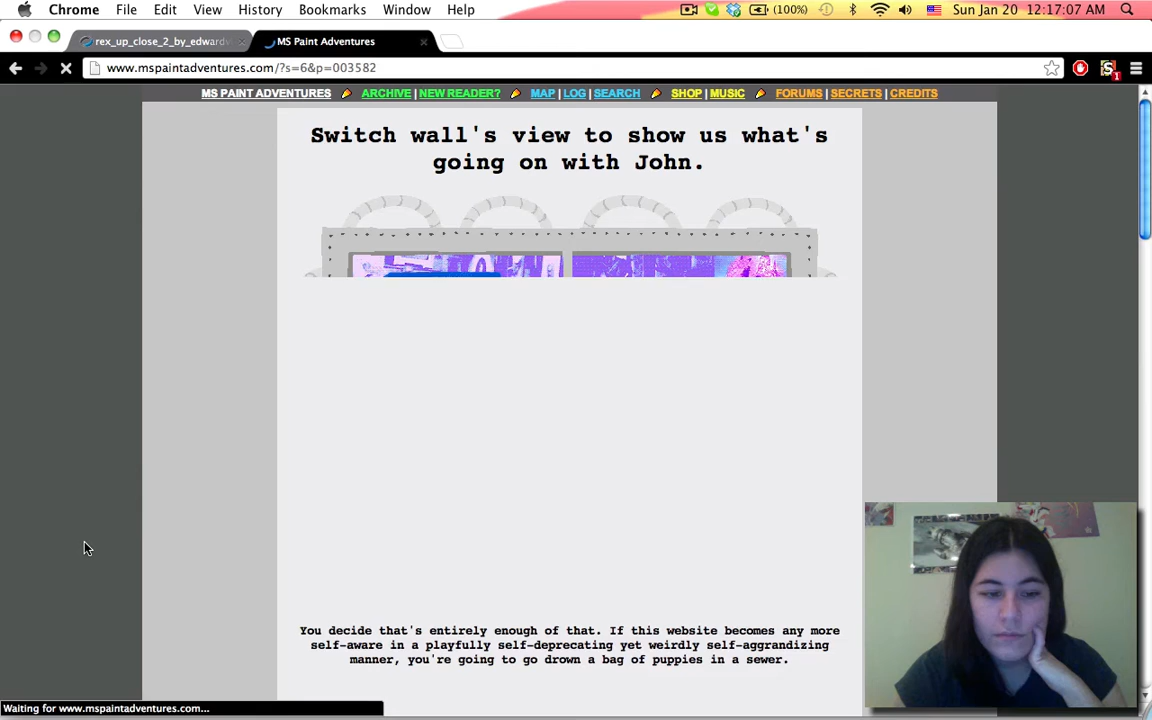 Chrome File Edit View History Bookmarks Window Help (100%) Sun Jan 20 12:17:07 AM
rex_up_close_2_by_edwardv MS Paint Adventures
www.mspaintadventures.com/?s=6&p=003582
MS PAINT ADVENTURES ARCHIVE | NEW READER? MAP | LOG | SEARCH SHOP | MUSIC FORUMS | SECRETS | CREDITS
Switch wall's view to show us what's
going on with John.
You decide that's entirely enough of that. If this website becomes any more
self-aware in a playfully self-deprecating yet weirdly self-aggrandizing
manner, you're going to go drown a bag of puppies in a sewer.
Waiting for www.mspaintadventures.com...